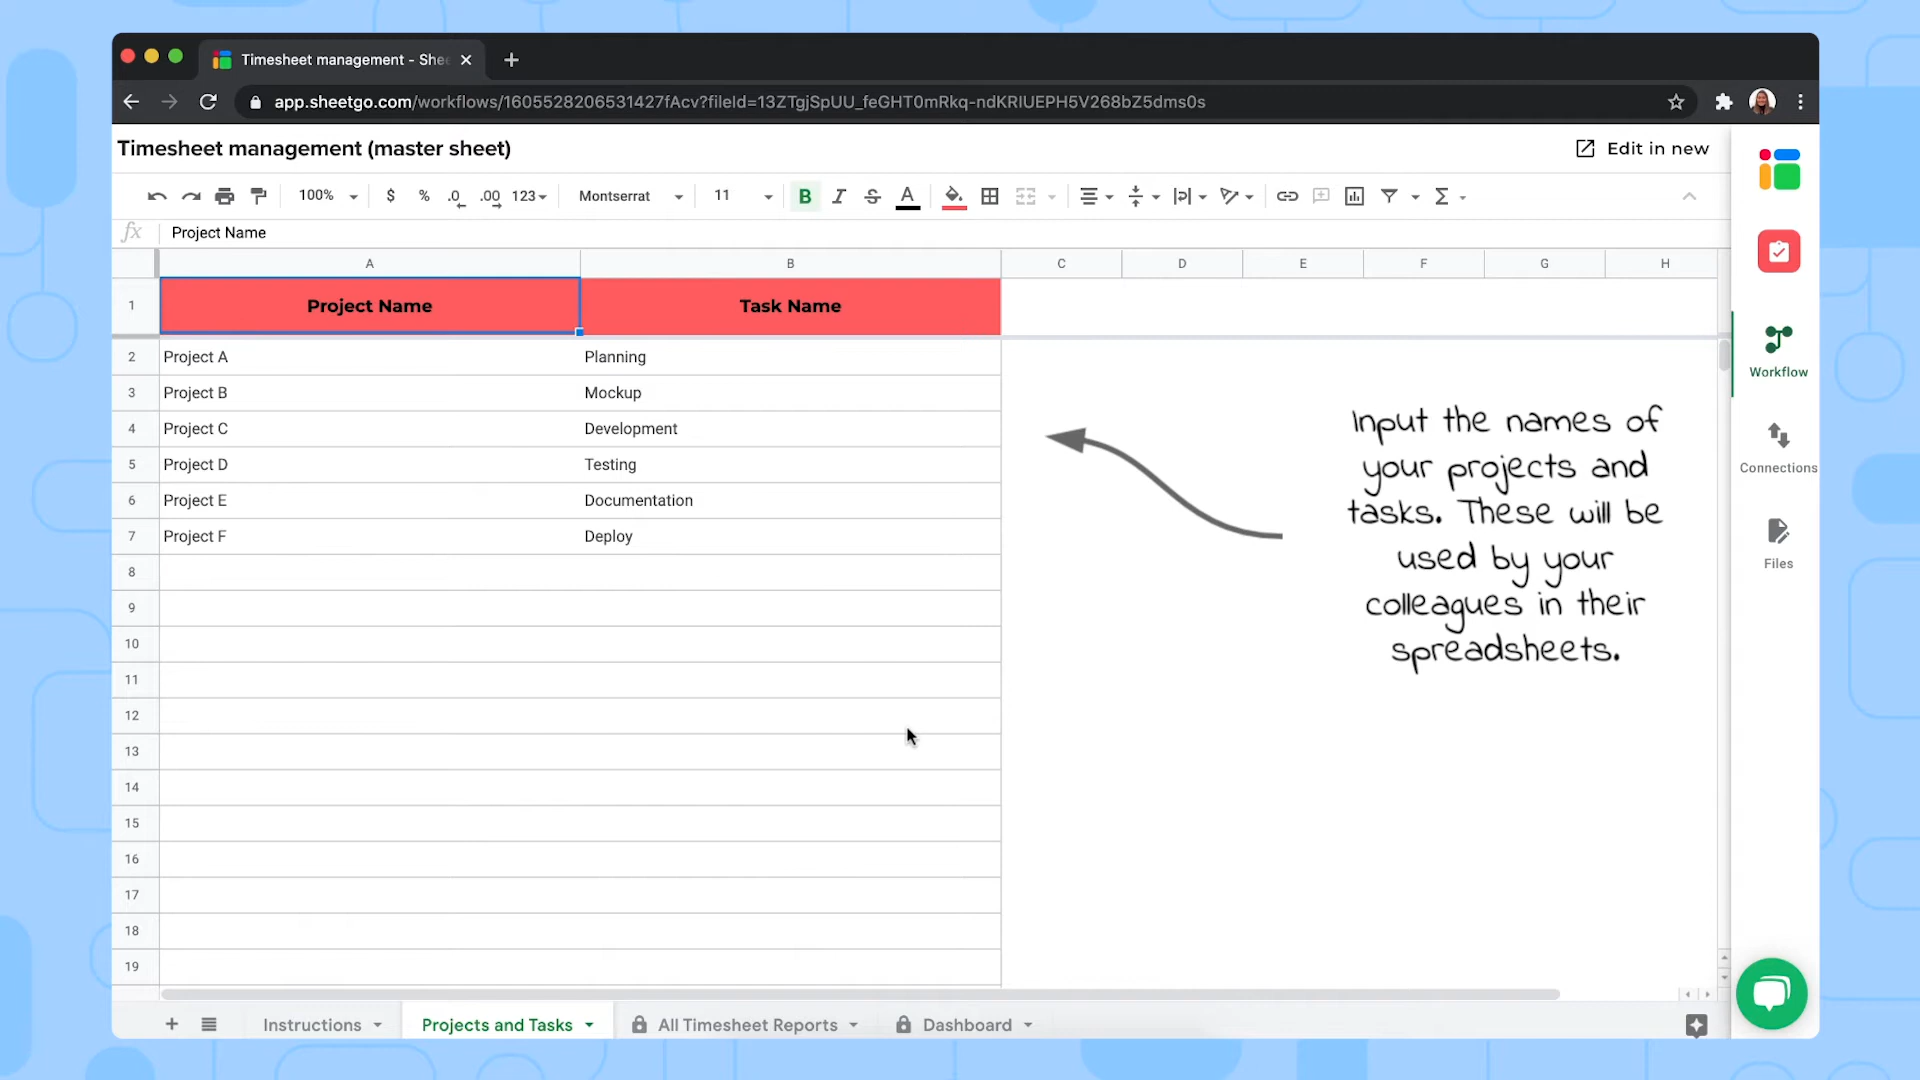 Timesheet management - Shee
app.sheetgo.com/workflows/1605528206531427fAcv?fileId=13ZTgjSpUU_feGHT0mRkq-ndKRIUEPH5V268bZ5dms0s
Timesheet management (master sheet)
Edit in new
100%
$
%
.0
.00
123
Montserrat
11
B
I
S
A
Σ
fx
Project Name
A
B
C
D
E
F
G
H
1
Project Name
Task Name
2
Project A
Planning
3
Project B
Mockup
4
Project C
Development
5
Project D
Testing
6
Project E
Documentation
7
Project F
Deploy
8
9
10
11
12
13
14
15
16
17
18
19
Input the names of
your projects and
tasks. These will be
used by your
colleagues in their
spreadsheets.
Workflow
Connections
Files
Instructions
Projects and Tasks
All Timesheet Reports
Dashboard